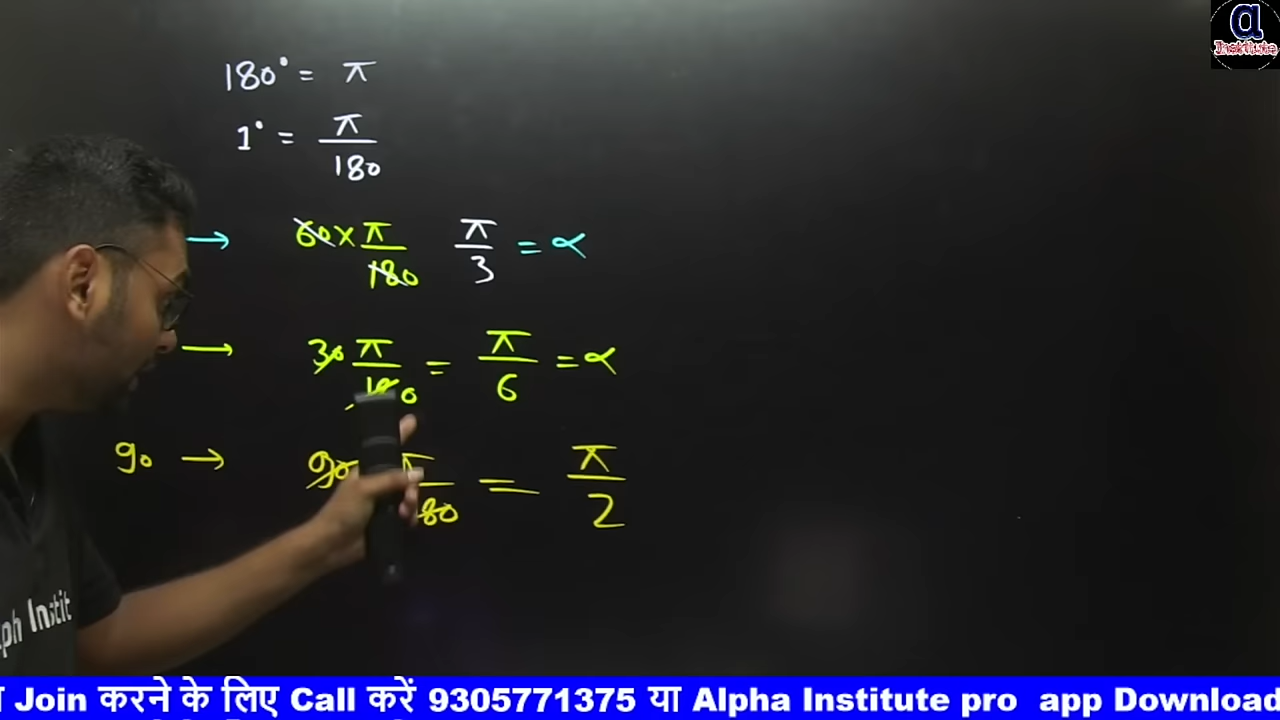 α
Institute
180° = π
1° = π/180
→ 60 × π/180 π/3 = α
→ 30 π/180 = π/6 = α
90 → 90 π/180 = π/2
ph Instit
Join करने के लिए Call करें 9305771375 या Alpha Institute pro app Download